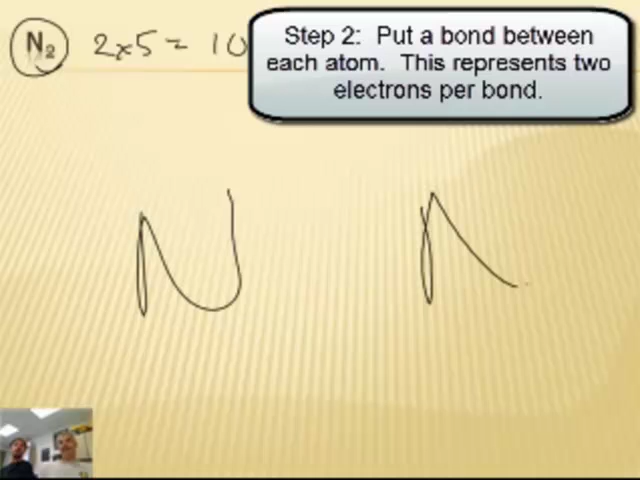 N₂ 2x5 = 10
Step 2: Put a bond between
each atom. This represents two
electrons per bond.
N